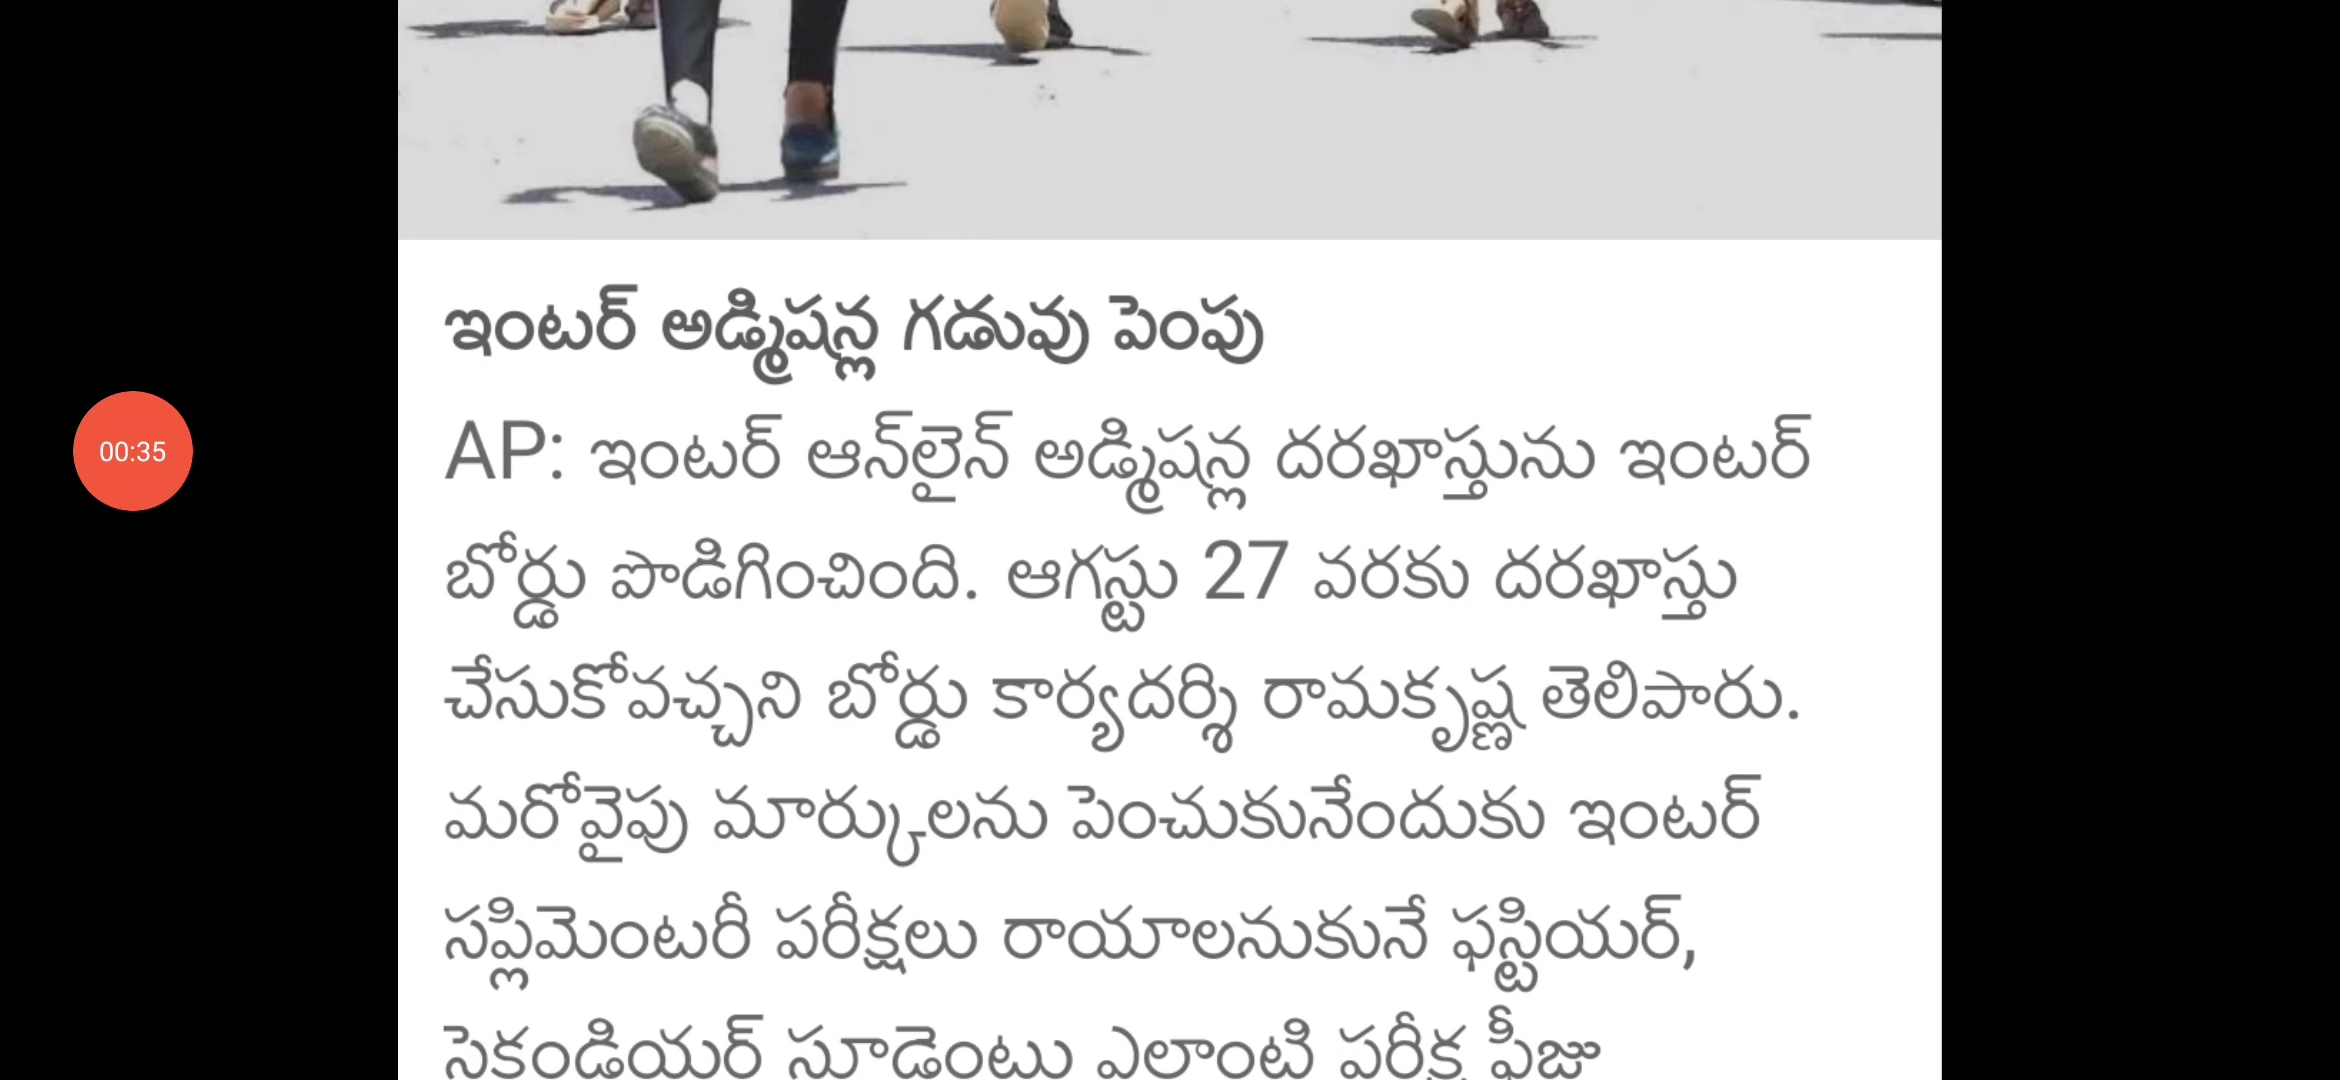 ఇంటర్ అడ్మిషన్ల గడువు పెంపు
AP: ఇంటర్ ఆన్‌లైన్ అడ్మిషన్ల దరఖాస్తును ఇంటర్
బోర్డు పొడిగించింది. ఆగస్టు 27 వరకు దరఖాస్తు
00:35
చేసుకోవచ్చని బోర్డు కార్యదర్శి రామకృష్ణ తెలిపారు.
మరోవైపు మార్కులను పెంచుకునేందుకు ఇంటర్
సప్లిమెంటరీ పరీక్షలు రాయాలనుకునే ఫస్టియర్,
సెకండియర్ సూడెంటు ఎలాంటి పరీక్ష ఫీజు